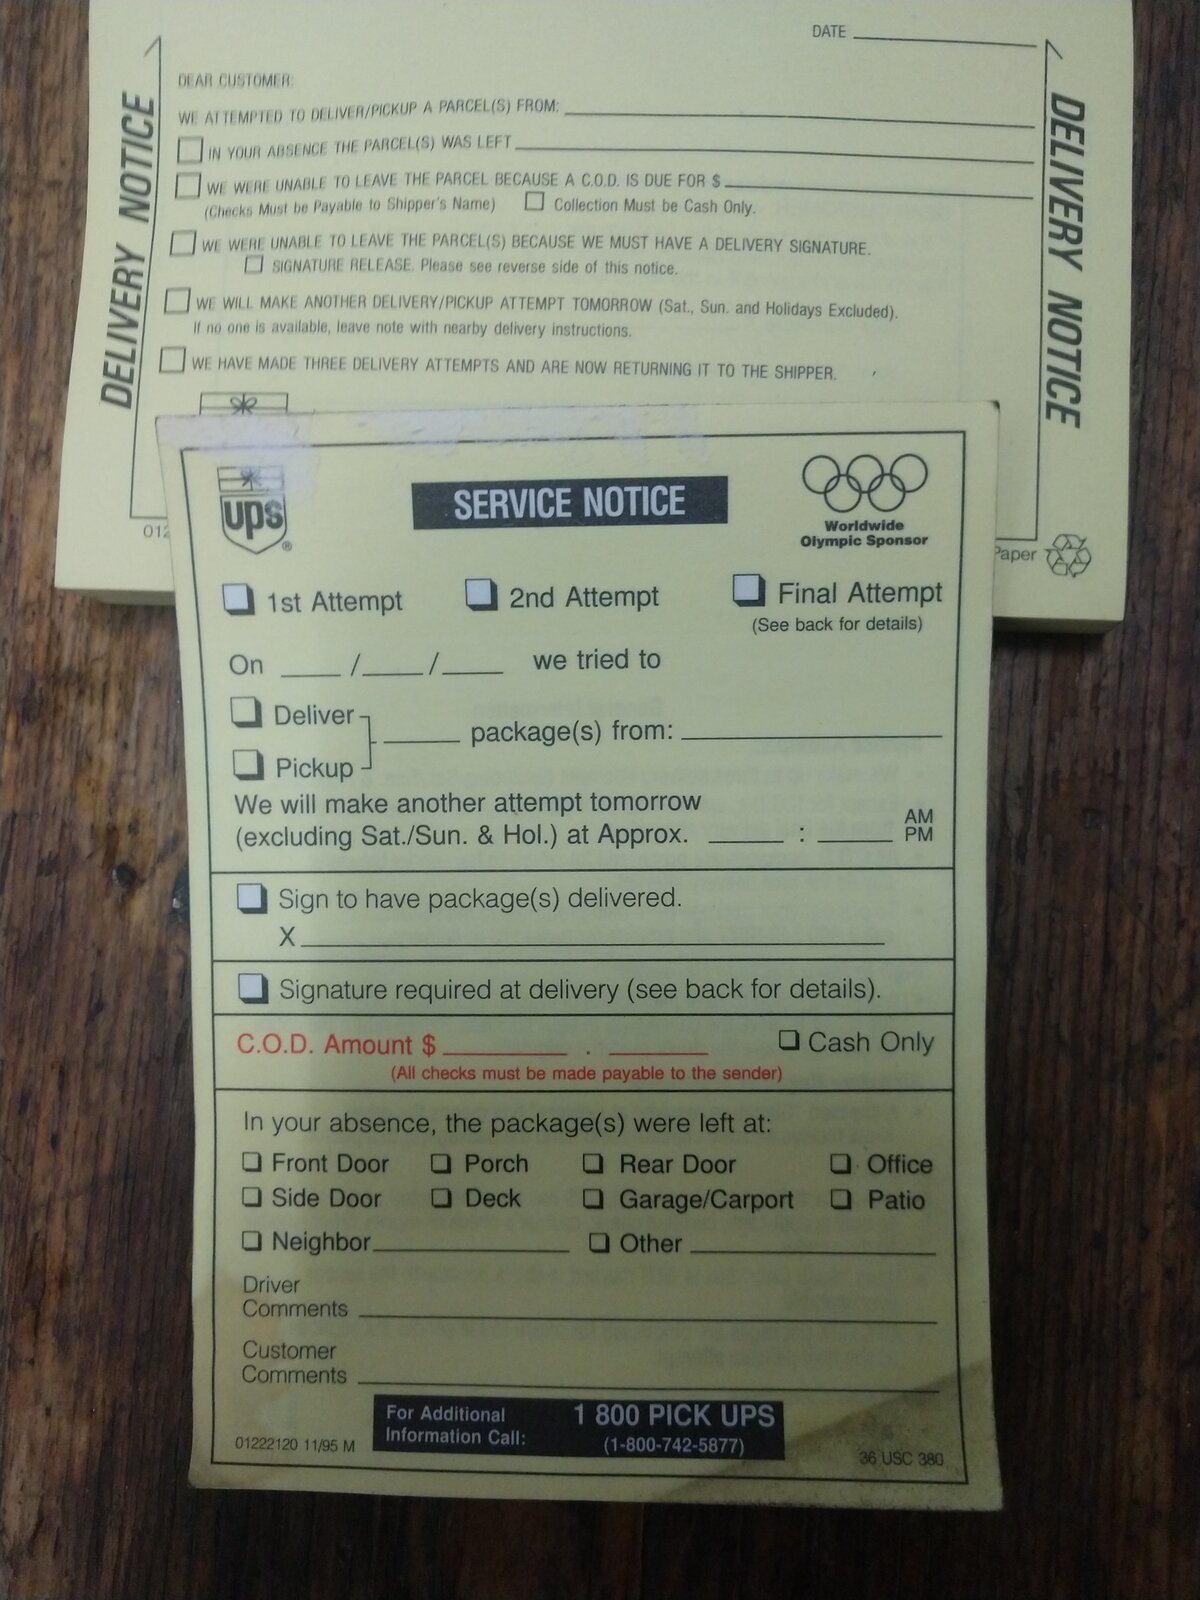 DATE
DEAR CUSTOMER:
WE ATTEMPTED TO DELIVER/PICKUP A PARCEL(S) FROM:
IN YOUR ABSENCE THE PARCEL(S) WAS LEFT
WE WERE UNABLE TO LEAVE THE PARCEL BECAUSE A C.O.D. IS DUE FOR $
(Checks Must be Payable to Shipper's Name) Collection Must be Cash Only.
WE WERE UNABLE TO LEAVE THE PARCEL(S) BECAUSE WE MUST HAVE A DELIVERY SIGNATURE.
SIGNATURE RELEASE. Please see reverse side of this notice.
WE WILL MAKE ANOTHER DELIVERY/PICKUP ATTEMPT TOMORROW (Sat., Sun. and Holidays Excluded).
If no one is available, leave note with nearby delivery instructions.
WE HAVE MADE THREE DELIVERY ATTEMPTS AND ARE NOW RETURNING IT TO THE SHIPPER.
DELIVERY NOTICE
DELIVERY NOTICE
012
Paper
ups
SERVICE NOTICE
Worldwide
Olympic Sponsor
1st Attempt 2nd Attempt Final Attempt
(See back for details)
On ____ /____ /____ we tried to
Deliver
____ package(s) from:
Pickup
We will make another attempt tomorrow
(excluding Sat./Sun. & Hol.) at Approx. ____ : ____ AM
PM
Sign to have package(s) delivered.
X
Signature required at delivery (see back for details).
C.O.D. Amount $ ____ . ____ Cash Only
(All checks must be made payable to the sender)
In your absence, the package(s) were left at:
Front Door Porch Rear Door Office
Side Door Deck Garage/Carport Patio
Neighbor Other
Driver
Comments
Customer
Comments
For Additional
Information Call:
1 800 PICK UPS
(1-800-742-5877)
01222120 11/95 M
36 USC 380